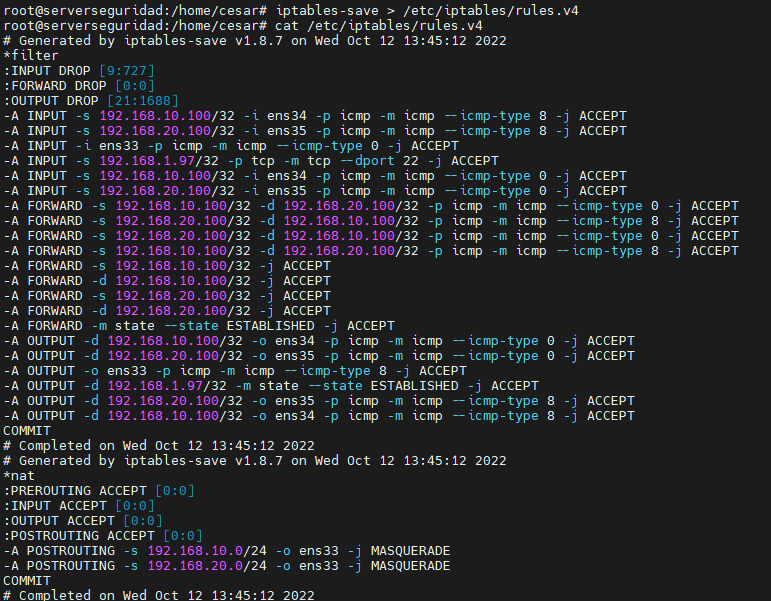 root@serverseguridad:/home/cesar# iptables-save > /etc/iptables/rules.v4
root@serverseguridad:/home/cesar# cat /etc/iptables/rules.v4
# Generated by iptables-save v1.8.7 on Wed Oct 12 13:45:12 2022
*filter
:INPUT DROP [9:727]
:FORWARD DROP [0:0]
:OUTPUT DROP [21:1688]
-A INPUT -s 192.168.10.100/32 -i ens34 -p icmp -m icmp --icmp-type 8 -j ACCEPT
-A INPUT -s 192.168.20.100/32 -i ens35 -p icmp -m icmp --icmp-type 8 -j ACCEPT
-A INPUT -i ens33 -p icmp -m icmp --icmp-type 0 -j ACCEPT
-A INPUT -s 192.168.1.97/32 -p tcp -m tcp --dport 22 -j ACCEPT
-A INPUT -s 192.168.10.100/32 -i ens34 -p icmp -m icmp --icmp-type 0 -j ACCEPT
-A INPUT -s 192.168.20.100/32 -i ens35 -p icmp -m icmp --icmp-type 0 -j ACCEPT
-A FORWARD -s 192.168.10.100/32 -d 192.168.20.100/32 -p icmp -m icmp --icmp-type 0 -j ACCEPT
-A FORWARD -s 192.168.20.100/32 -d 192.168.10.100/32 -p icmp -m icmp --icmp-type 8 -j ACCEPT
-A FORWARD -s 192.168.20.100/32 -d 192.168.10.100/32 -p icmp -m icmp --icmp-type 0 -j ACCEPT
-A FORWARD -s 192.168.10.100/32 -d 192.168.20.100/32 -p icmp -m icmp --icmp-type 8 -j ACCEPT
-A FORWARD -s 192.168.10.100/32 -j ACCEPT
-A FORWARD -d 192.168.10.100/32 -j ACCEPT
-A FORWARD -s 192.168.20.100/32 -j ACCEPT
-A FORWARD -d 192.168.20.100/32 -j ACCEPT
-A FORWARD -m state --state ESTABLISHED -j ACCEPT
-A OUTPUT -d 192.168.10.100/32 -o ens34 -p icmp -m icmp --icmp-type 0 -j ACCEPT
-A OUTPUT -d 192.168.20.100/32 -o ens35 -p icmp -m icmp --icmp-type 0 -j ACCEPT
-A OUTPUT -o ens33 -p icmp -m icmp --icmp-type 8 -j ACCEPT
-A OUTPUT -d 192.168.1.97/32 -m state --state ESTABLISHED -j ACCEPT
-A OUTPUT -d 192.168.20.100/32 -o ens35 -p icmp -m icmp --icmp-type 8 -j ACCEPT
-A OUTPUT -d 192.168.10.100/32 -o ens34 -p icmp -m icmp --icmp-type 8 -j ACCEPT
COMMIT
# Completed on Wed Oct 12 13:45:12 2022
# Generated by iptables-save v1.8.7 on Wed Oct 12 13:45:12 2022
*nat
:PREROUTING ACCEPT [0:0]
:INPUT ACCEPT [0:0]
:OUTPUT ACCEPT [0:0]
:POSTROUTING ACCEPT [0:0]
-A POSTROUTING -s 192.168.10.0/24 -o ens33 -j MASQUERADE
-A POSTROUTING -s 192.168.20.0/24 -o ens33 -j MASQUERADE
COMMIT
# Completed on Wed Oct 12 13:45:12 2022